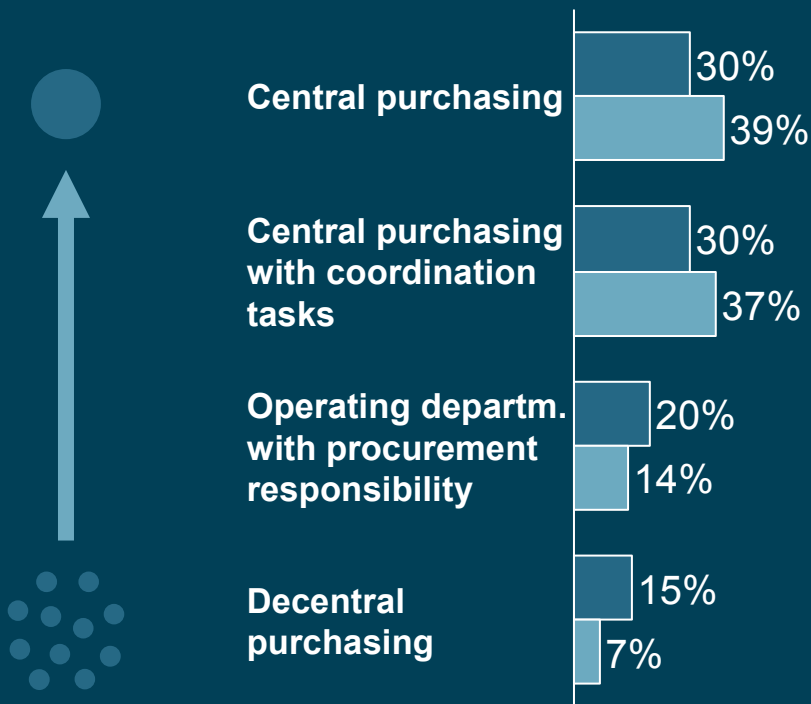 Central purchasing
30%
39%
Central purchasing
with coordination
tasks
30%
37%
Operating departm.
with procurement
responsibility
20%
14%
Decentral
purchasing
15%
7%